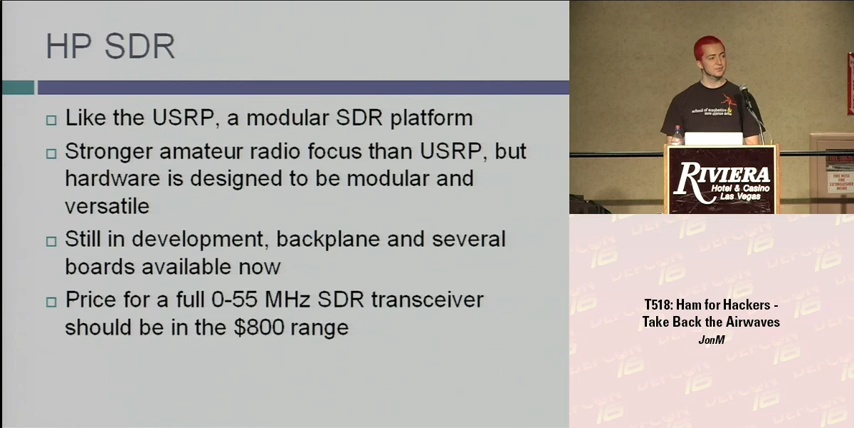 HP SDR
Like the USRP, a modular SDR platform
Stronger amateur radio focus than USRP, but
hardware is designed to be modular and
versatile
Still in development, backplane and several
boards available now
Price for a full 0-55 MHz SDR transceiver
should be in the $800 range
RIVIERA
Hotel & Casino
Las Vegas
DEFCON 16
T518: Ham for Hackers -
Take Back the Airwaves
JonM